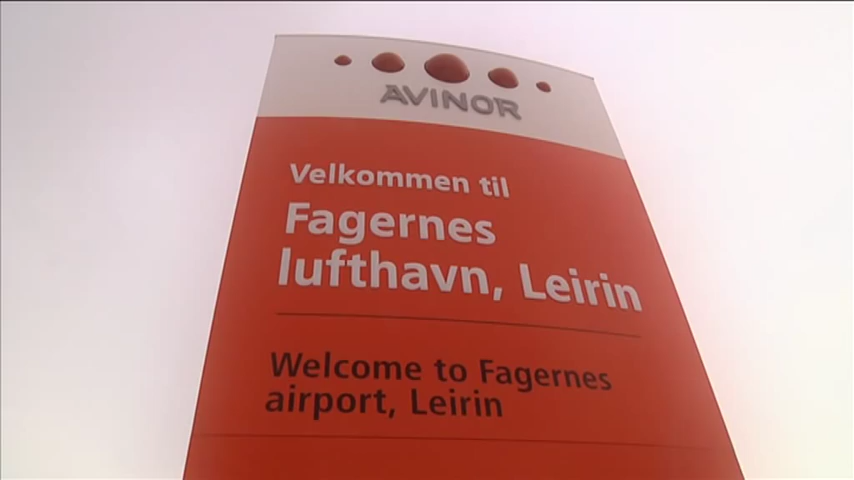 AVINOR
Velkommen til
Fagernes
lufthavn, Leirin
Welcome to Fagernes
airport, Leirin